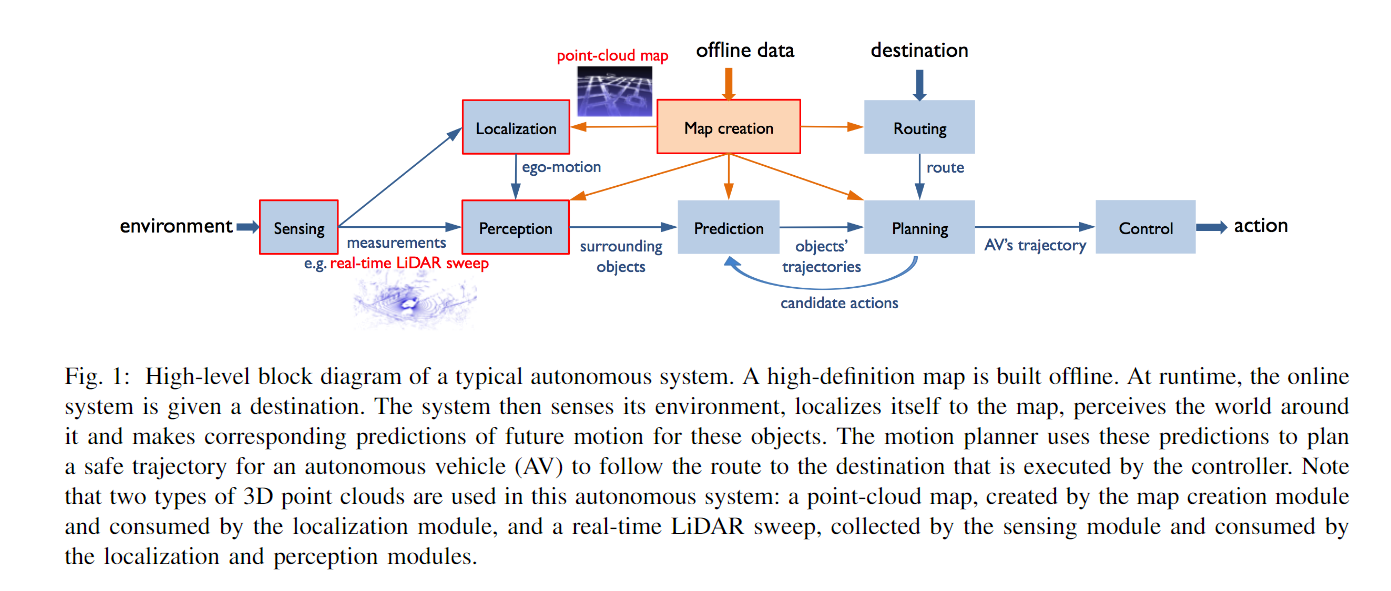 point-cloud map
offline data
destination
Localization
Map creation
Routing
ego-motion
route
environment
Sensing
measurements
e.g. real-time LiDAR sweep
Perception
surrounding
objects
Prediction
objects'
trajectories
Planning
AV's trajectory
Control
action
candidate actions
Fig. 1: High-level block diagram of a typical autonomous system. A high-definition map is built offline. At runtime, the online
system is given a destination. The system then senses its environment, localizes itself to the map, perceives the world around
it and makes corresponding predictions of future motion for these objects. The motion planner uses these predictions to plan
a safe trajectory for an autonomous vehicle (AV) to follow the route to the destination that is executed by the controller. Note
that two types of 3D point clouds are used in this autonomous system: a point-cloud map, created by the map creation module
and consumed by the localization module, and a real-time LiDAR sweep, collected by the sensing module and consumed by
the localization and perception modules.